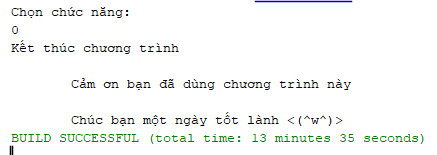 Chọn chức năng:
0
Kết thúc chương trình
Cảm ơn bạn đã dùng chương trình này
Chúc bạn một ngày tốt lành <(^w^)>
BUILD SUCCESSFUL (total time: 13 minutes 35 seconds)